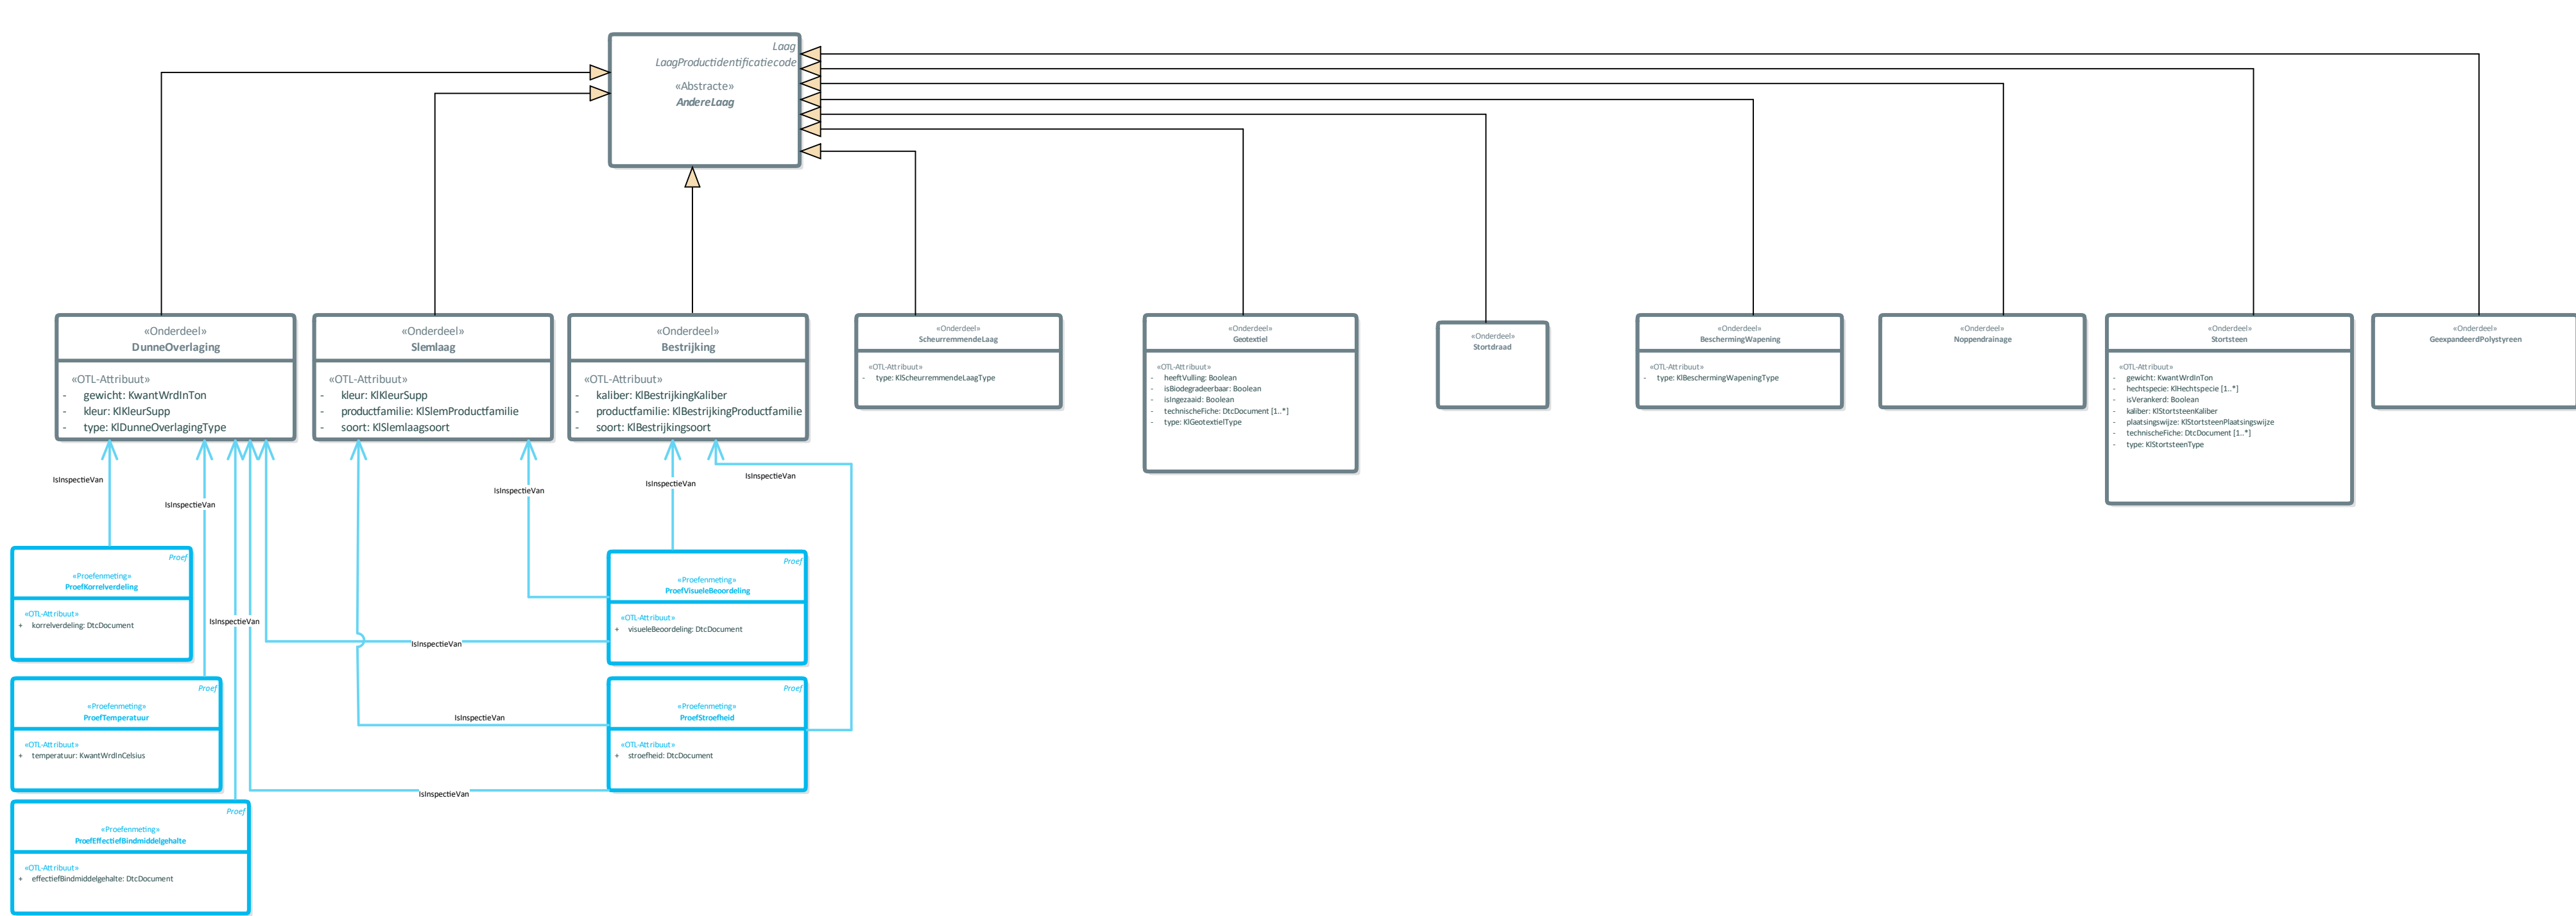 Laag
LaagProductidentificatiecode
«Abstracte»
AndereLaag
«Onderdeel»
DunneOverlaging
«OTL-Attribuut»
- gewicht: KwantWrdInTon
- kleur: KlKleurSupp
- type: KlDunneOverlagingType
«Onderdeel»
Slemlaag
«OTL-Attribuut»
- kleur: KlKleurSupp
- productfamilie: KlSlemProductfamilie
- soort: KlSlemlaagsoort
«Onderdeel»
Bestrijking
«OTL-Attribuut»
- kaliber: KlBestrijkingKaliber
- productfamilie: KlBestrijkingProductfamilie
- soort: KlBestrijkingsoort
«Onderdeel»
ScheurremmendeLaag
«OTL-Attribuut»
- type: KlScheurremmendeLaagType
«Onderdeel»
Geotextiel
«OTL-Attribuut»
- heeftVulling: Boolean
- isBiodegradeerbaar: Boolean
- isIngezaaid: Boolean
- technischeFiche: DtcDocument [1..*]
- type: KlGeotextielType
«Onderdeel»
Stortdraad
«Onderdeel»
BeschermingWapening
«OTL-Attribuut»
- type: KlBeschermingWapeningType
«Onderdeel»
Noppendrainage
«Onderdeel»
Stortsteen
«OTL-Attribuut»
- gewicht: KwantWrdInTon
- hechtspecie: KlHechtspecie [1..*]
- isVerankerd: Boolean
- kaliber: KlStortsteenKaliber
- plaatsingswijze: KlStortsteenPlaatsingswijze
- technischeFiche: DtcDocument [1..*]
- type: KlStortsteenType
«Onderdeel»
GeexpandeerdPolystyreen
IsInspectieVan
IsInspectieVan
IsInspectieVan
IsInspectieVan
IsInspectieVan
IsInspectieVan
IsInspectieVan
IsInspectieVan
IsInspectieVan
Proef
«Proefenmeting»
ProefKorrelverdeling
«OTL-Attribuut»
+ korrelverdeling: DtcDocument
Proef
«Proefenmeting»
ProefVisueleBeoordeling
«OTL-Attribuut»
+ visueleBeoordeling: DtcDocument
Proef
«Proefenmeting»
ProefTemperatuur
«OTL-Attribuut»
+ temperatuur: KwantWrdInCelsius
Proef
«Proefenmeting»
ProefStroefheid
«OTL-Attribuut»
+ stroefheid: DtcDocument
Proef
«Proefenmeting»
ProefEffectiefBindmiddelgehalte
«OTL-Attribuut»
+ effectiefBindmiddelgehalte: DtcDocument